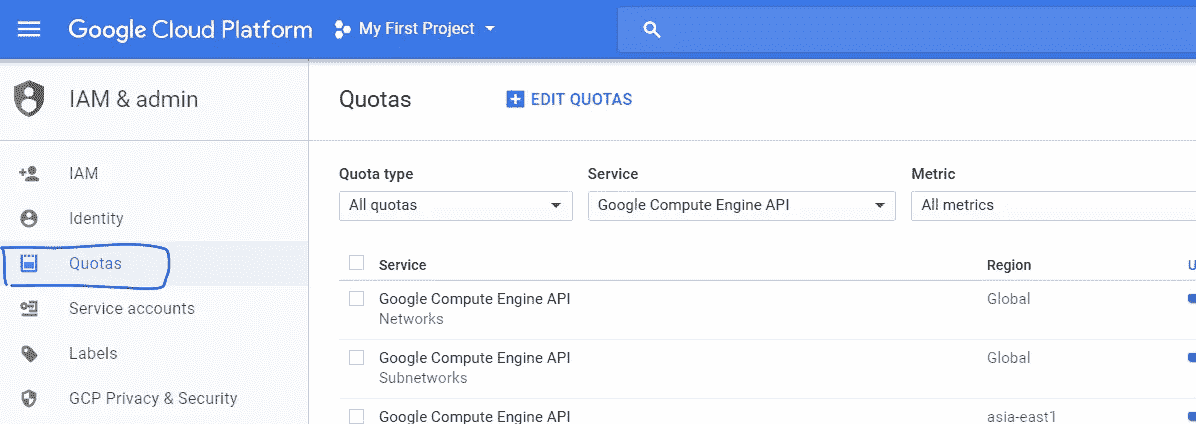 Google Cloud Platform My First Project
IAM & admin
Quotas EDIT QUOTAS
IAM
Identity
Quotas
Service accounts
Labels
GCP Privacy & Security
Quota type Service Metric
All quotas Google Compute Engine API All metrics
Service Region U
Google Compute Engine API Global
Networks
Google Compute Engine API Global
Subnetworks
Google Compute Engine API asia-east1